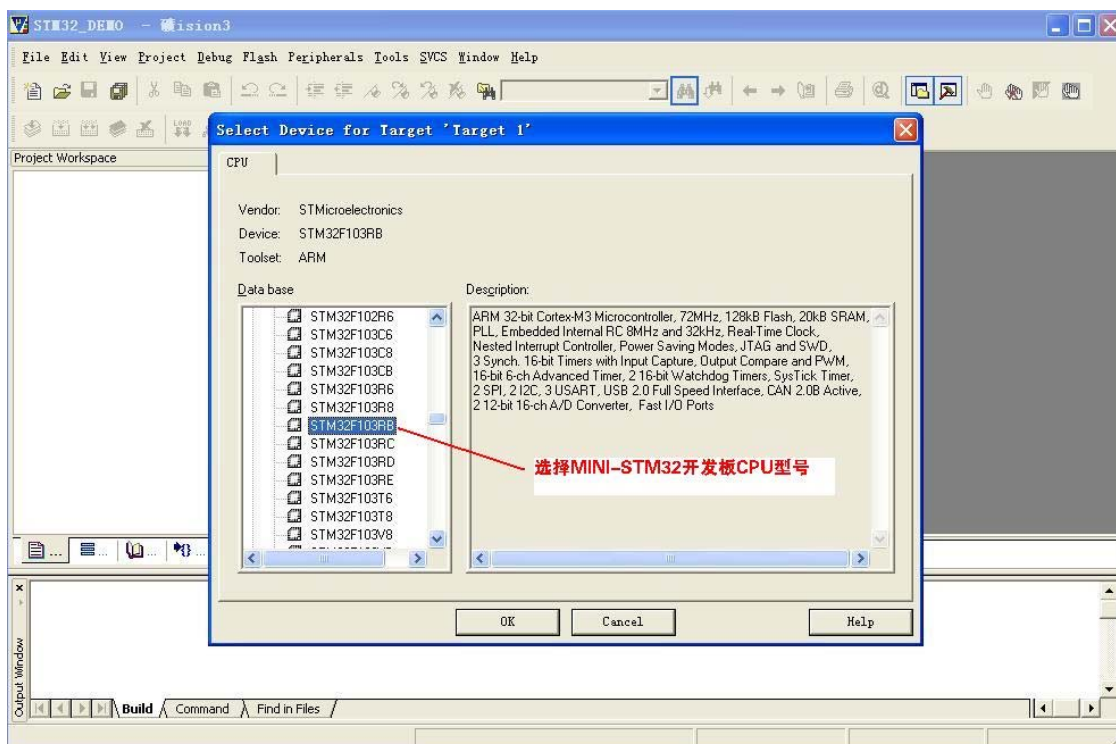 STM32_DEMO - 礦ision3
File Edit View Project Debug Flash Peripherals Tools SVCS Window Help
Project Workspace
Select Device for Target 'Target 1'
CPU
Vendor: STMicroelectronics
Device: STM32F103RB
Toolset: ARM
Data base
STM32F102R6
STM32F103C6
STM32F103C8
STM32F103CB
STM32F103R6
STM32F103R8
STM32F103RB
STM32F103RC
STM32F103RD
STM32F103RE
STM32F103T6
STM32F103T8
STM32F103V8
Description:
ARM 32-bit Cortex-M3 Microcontroller, 72MHz, 128kB Flash, 20kB SRAM,
PLL, Embedded Internal RC 8MHz and 32kHz, Real-Time Clock,
Nested Interrupt Controller, Power Saving Modes, JTAG and SWD,
3 Synch. 16-bit Timers with Input Capture, Output Compare and PWM,
16-bit 6-ch Advanced Timer, 2 16-bit Watchdog Timers, SysTick Timer,
2 SPI, 2 I2C, 3 USART, USB 2.0 Full Speed Interface, CAN 2.0B Active,
2 12-bit 16-ch A/D Converter, Fast I/O Ports
选择MINI-STM32开发板CPU型号
OK Cancel Help
Output Window
Build Command Find in Files